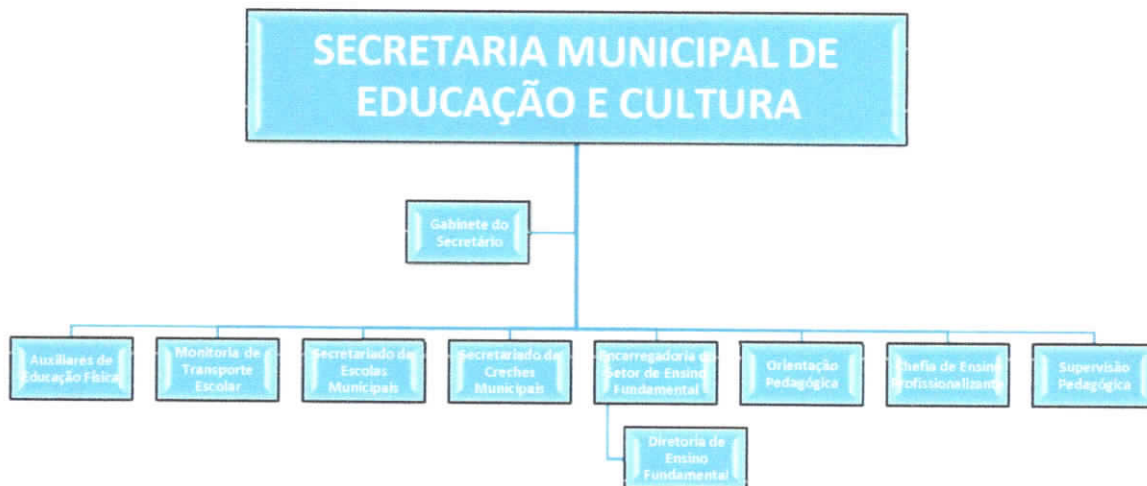 SECRETARIA MUNICIPAL DE
EDUCAÇÃO E CULTURA
Gabinete do
Secretário
Auxiliares de
Educação Física
Monitoria de
Transporte
Escolar
Secretariado de
Escolas
Municipais
Secretariado de
Creches
Municipais
Encarregadoria
Setor de Ensino
Fundamental
Orientação
Pedagógica
Chefia de Ensino
Profissionalizante
Supervisão
Pedagógica
Diretoria de
Ensino
Fundamental